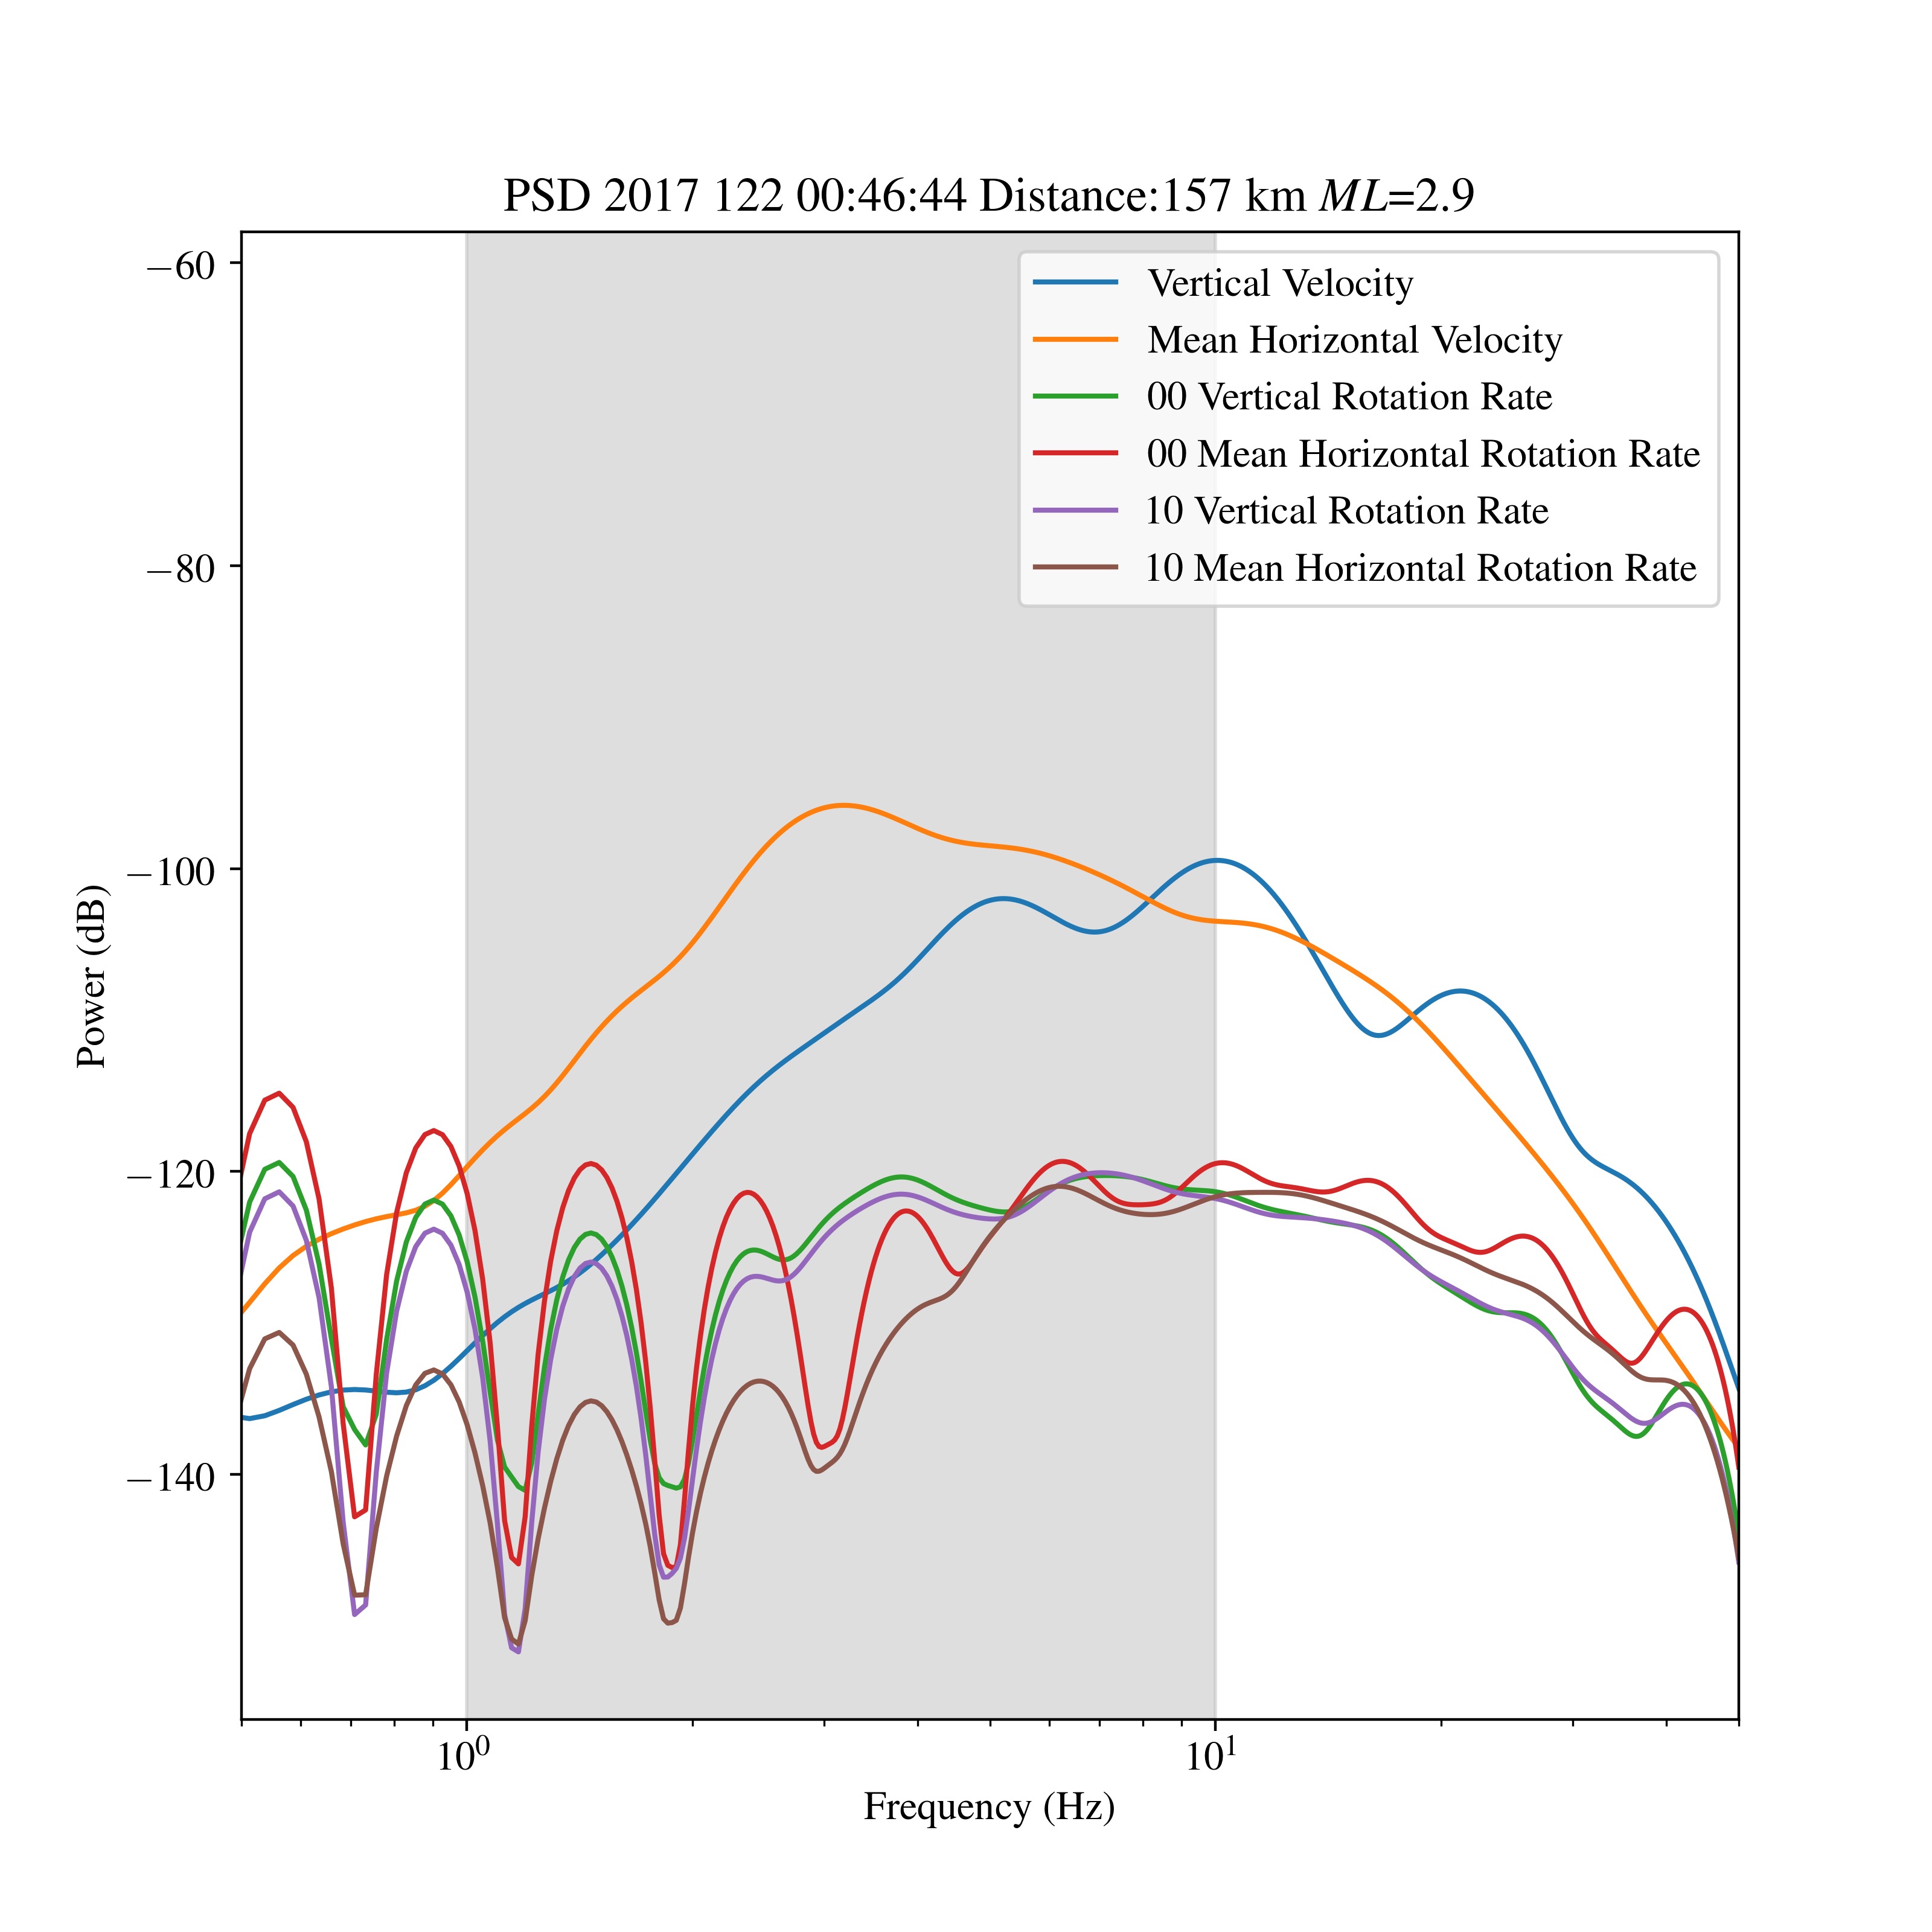 PSD 2017 122 00:46:44 Distance:157 km ML=2.9
Vertical Velocity
Mean Horizontal Velocity
00 Vertical Rotation Rate
00 Mean Horizontal Rotation Rate
10 Vertical Rotation Rate
10 Mean Horizontal Rotation Rate
Power (dB)
−60
−80
−100
−120
−140
10⁰
10¹
Frequency (Hz)